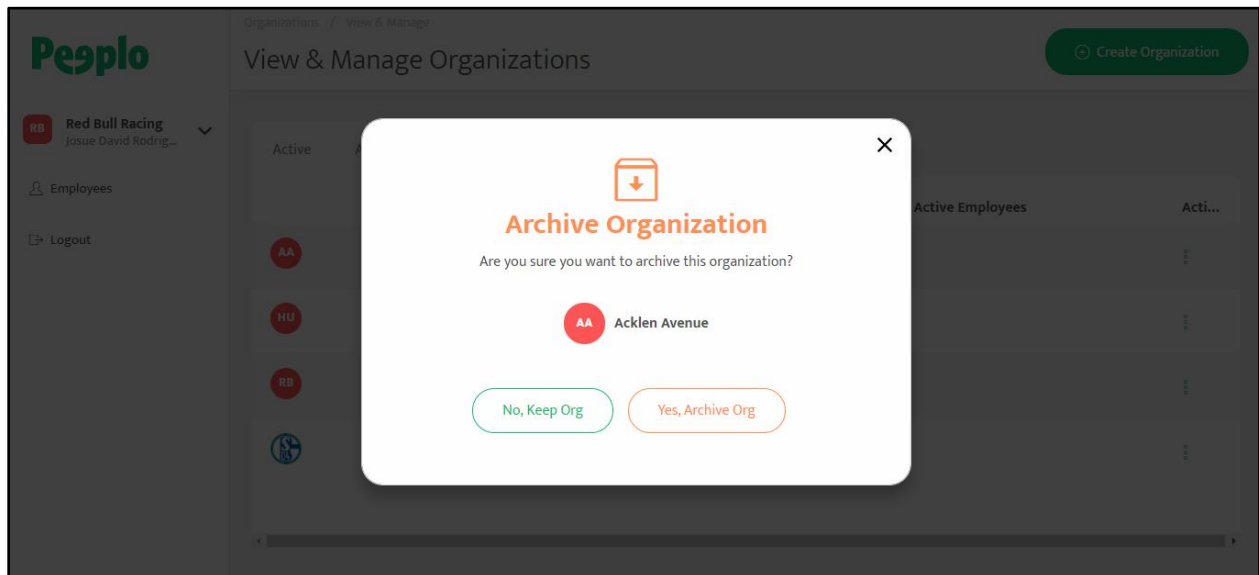 Organizations / View & Manage
Peeplo
View & Manage Organizations
Create Organization
RB
Red Bull Racing
Josue David Rodrig...
Employees
Logout
Active
Active Employees
Acti...
AA
HU
RB
Archive Organization
Are you sure you want to archive this organization?
AA Acklen Avenue
No, Keep Org
Yes, Archive Org